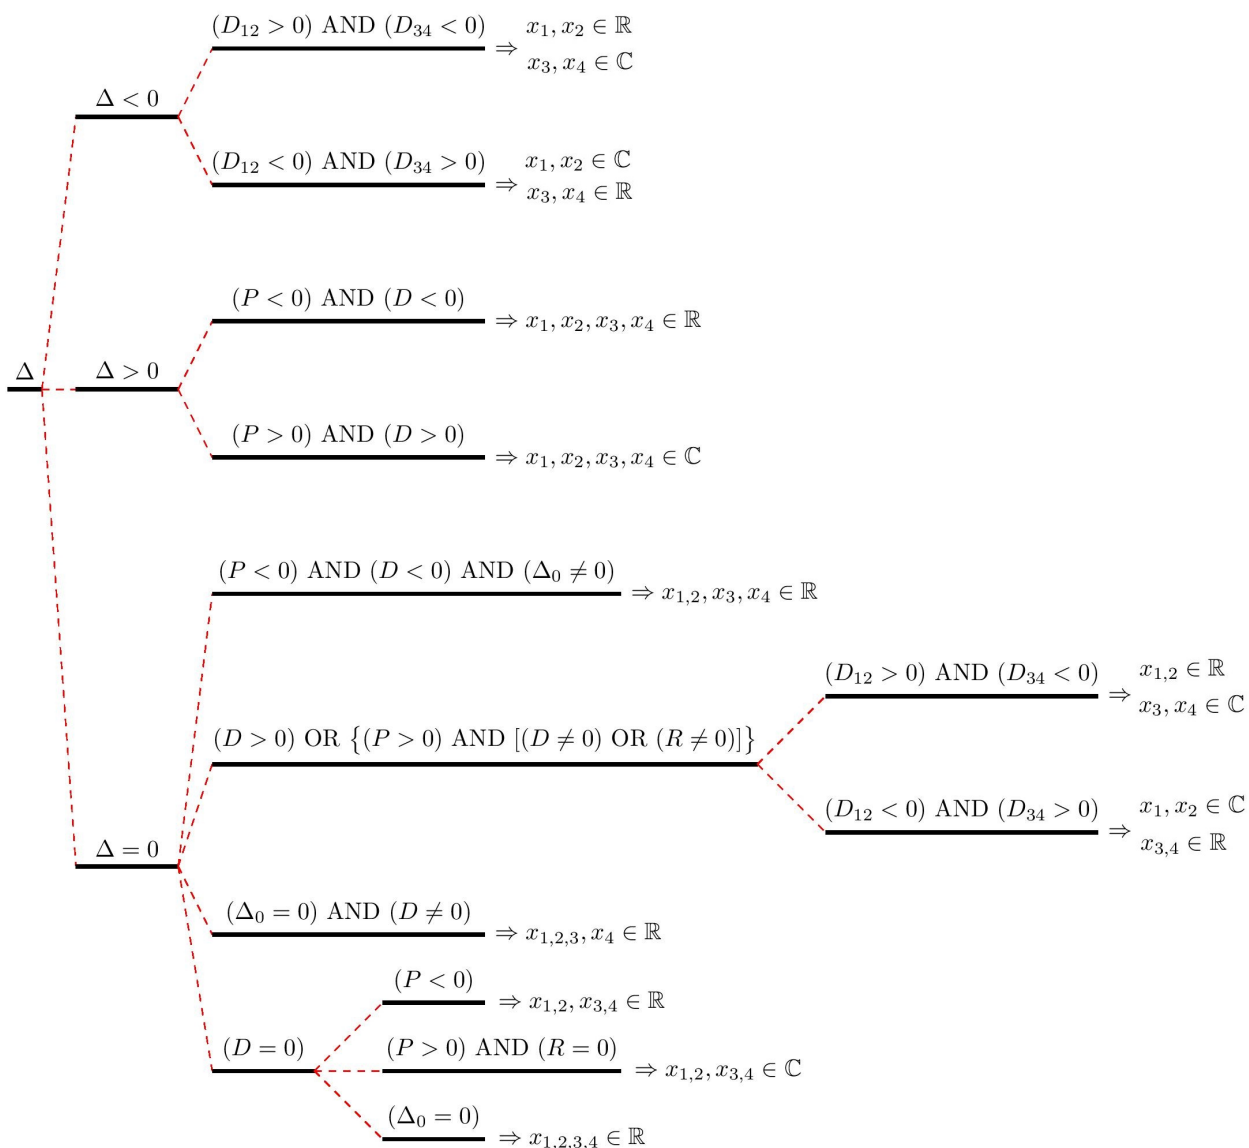 (D₁₂ > 0) AND (D₃₄ < 0)
⇒ x₁, x₂ ∈ ℝ
x₃, x₄ ∈ ℂ
Δ < 0
(D₁₂ < 0) AND (D₃₄ > 0)
⇒ x₁, x₂ ∈ ℂ
x₃, x₄ ∈ ℝ
(P < 0) AND (D < 0)
⇒ x₁, x₂, x₃, x₄ ∈ ℝ
Δ
Δ > 0
(P > 0) AND (D > 0)
⇒ x₁, x₂, x₃, x₄ ∈ ℂ
(P < 0) AND (D < 0) AND (Δ₀ ≠ 0)
⇒ x₁,₂, x₃, x₄ ∈ ℝ
(D₁₂ > 0) AND (D₃₄ < 0)
⇒ x₁,₂ ∈ ℝ
x₃, x₄ ∈ ℂ
(D > 0) OR {(P > 0) AND [(D ≠ 0) OR (R ≠ 0)]}
(D₁₂ < 0) AND (D₃₄ > 0)
⇒ x₁, x₂ ∈ ℂ
x₃,₄ ∈ ℝ
Δ = 0
(Δ₀ = 0) AND (D ≠ 0)
⇒ x₁,₂,₃, x₄ ∈ ℝ
(P < 0)
⇒ x₁,₂, x₃,₄ ∈ ℝ
(D = 0)
(P > 0) AND (R = 0)
⇒ x₁,₂, x₃,₄ ∈ ℂ
(Δ₀ = 0)
⇒ x₁,₂,₃,₄ ∈ ℝ